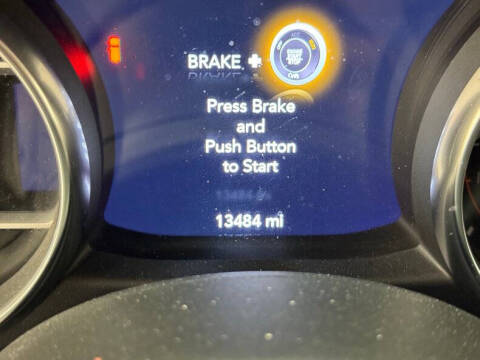 BRAKE +
Press Brake
and
Push Button
to Start
13484 mi